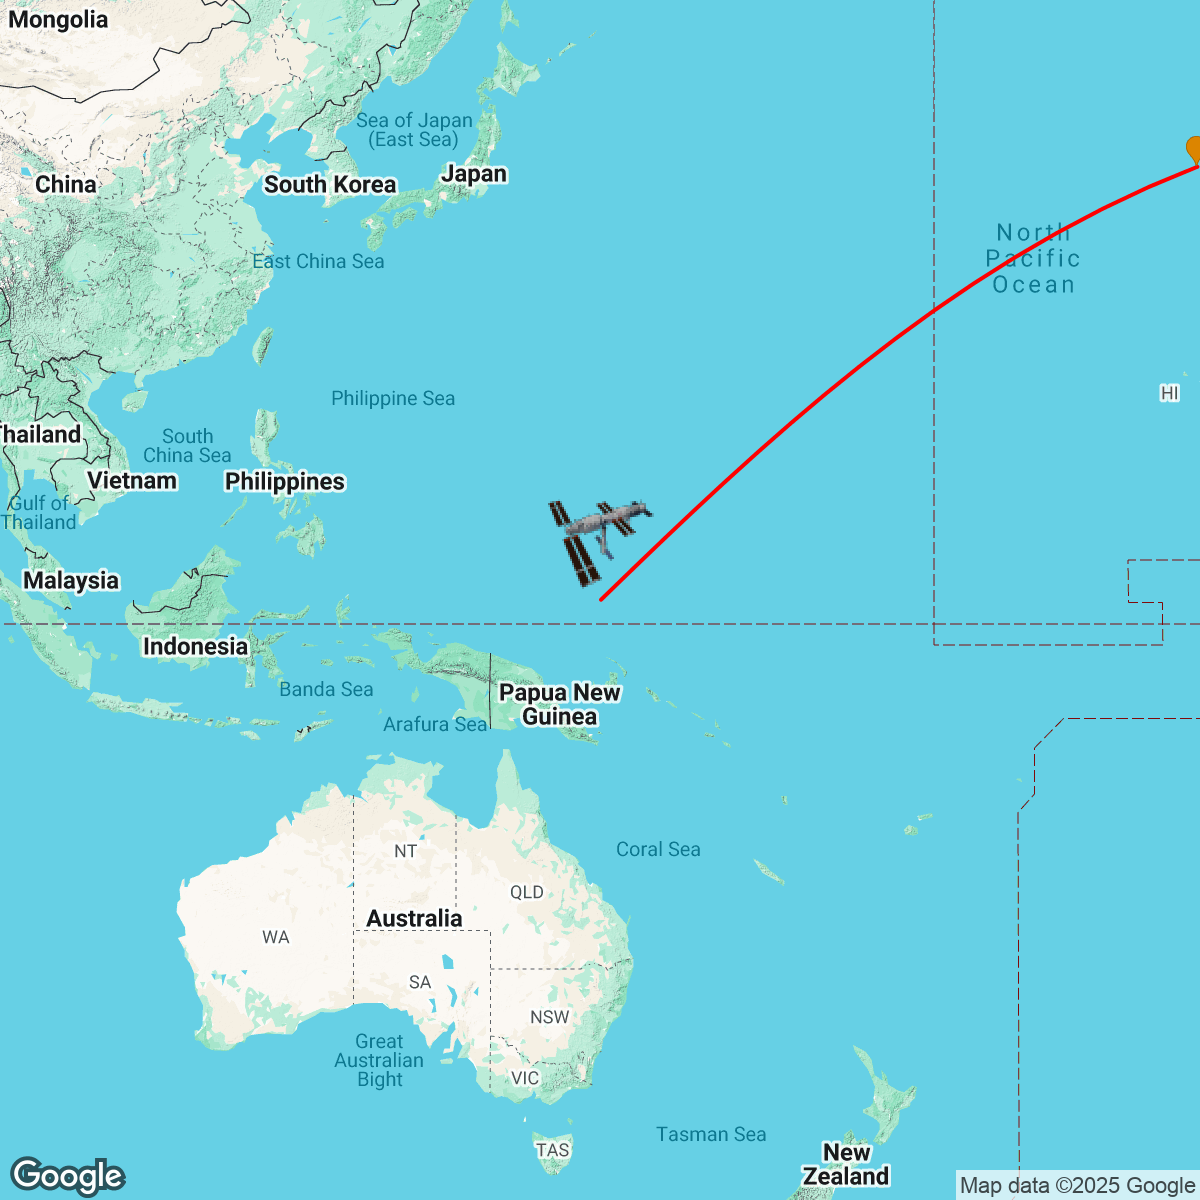 Mongolia
Sea of Japan
(East Sea)
Japan
China
South Korea
North
Pacific
Ocean
East China Sea
HI
Philippine Sea
Thailand
South
China Sea
Vietnam
Philippines
Gulf of
Thailand
Malaysia
Indonesia
Banda Sea
Papua New
Guinea
Arafura Sea
NT
Coral Sea
QLD
Australia
WA
SA
NSW
Great
Australian
Bight
VIC
Tasman Sea
TAS
New
Zealand
Google
Map data ©2025 Google